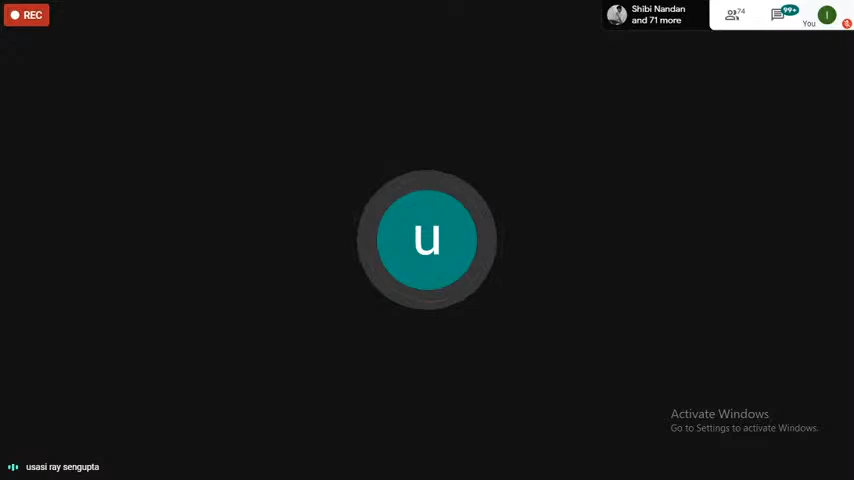 REC
Shibi Nandan
and 71 more
74
99+
You
I
u
Activate Windows
Go to Settings to activate Windows.
usasi ray sengupta